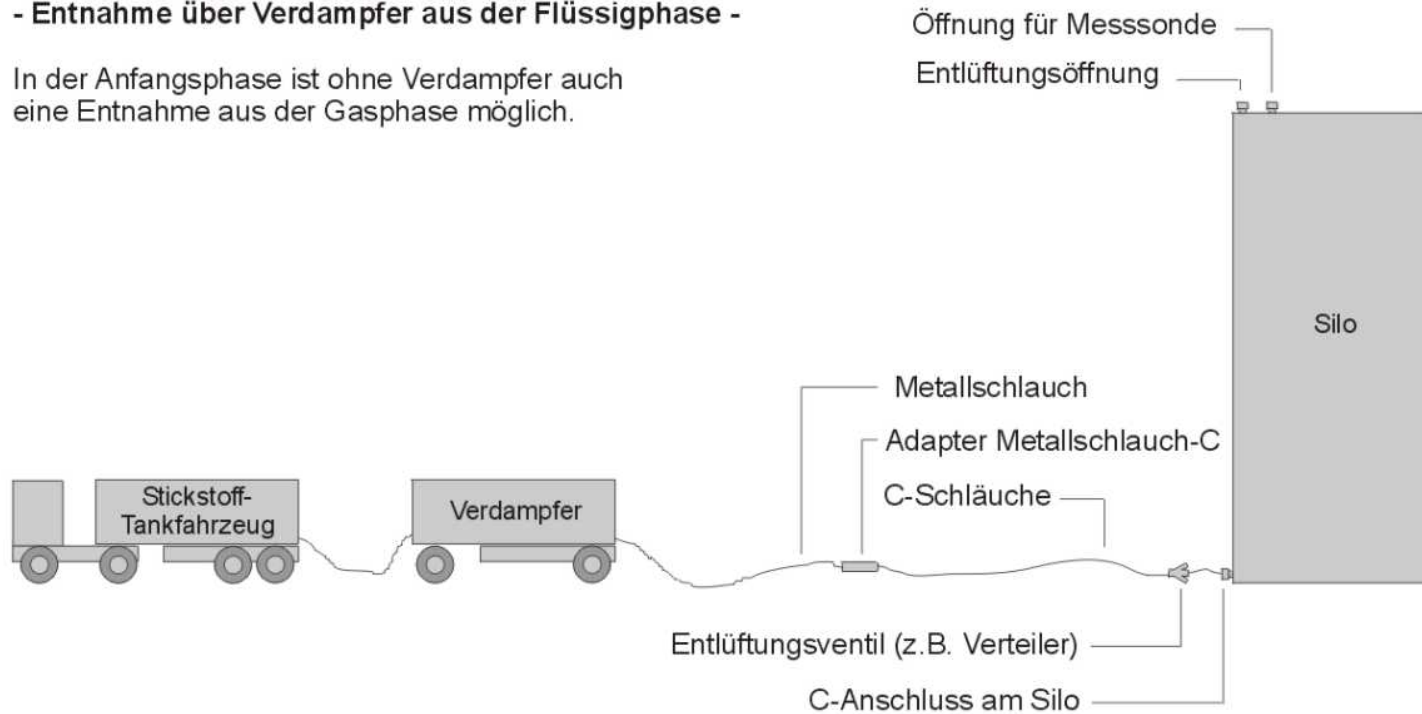 - Entnahme über Verdampfer aus der Flüssigphase -
In der Anfangsphase ist ohne Verdampfer auch
eine Entnahme aus der Gasphase möglich.
Öffnung für Messsonde
Entlüftungsöffnung
Silo
Metallschlauch
Adapter Metallschlauch-C
C-Schläuche
Stickstoff-
Tankfahrzeug
Verdampfer
Entlüftungsventil (z.B. Verteiler)
C-Anschluss am Silo